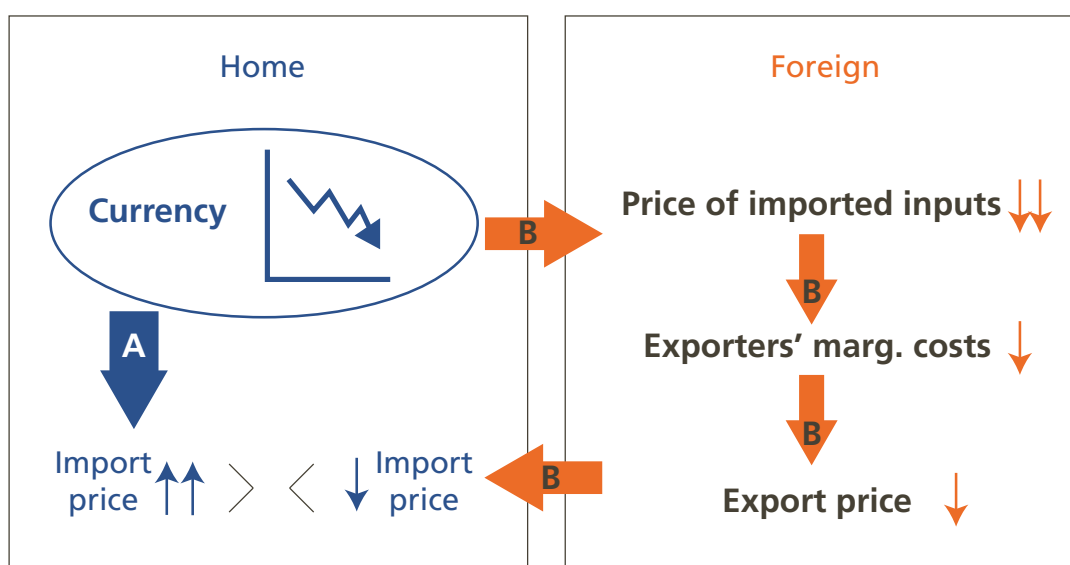 Home
Foreign
Currency
Price of imported inputs
B
B
A
Exporters’ marg. costs
B
Import
price
Import
price
B
Export price